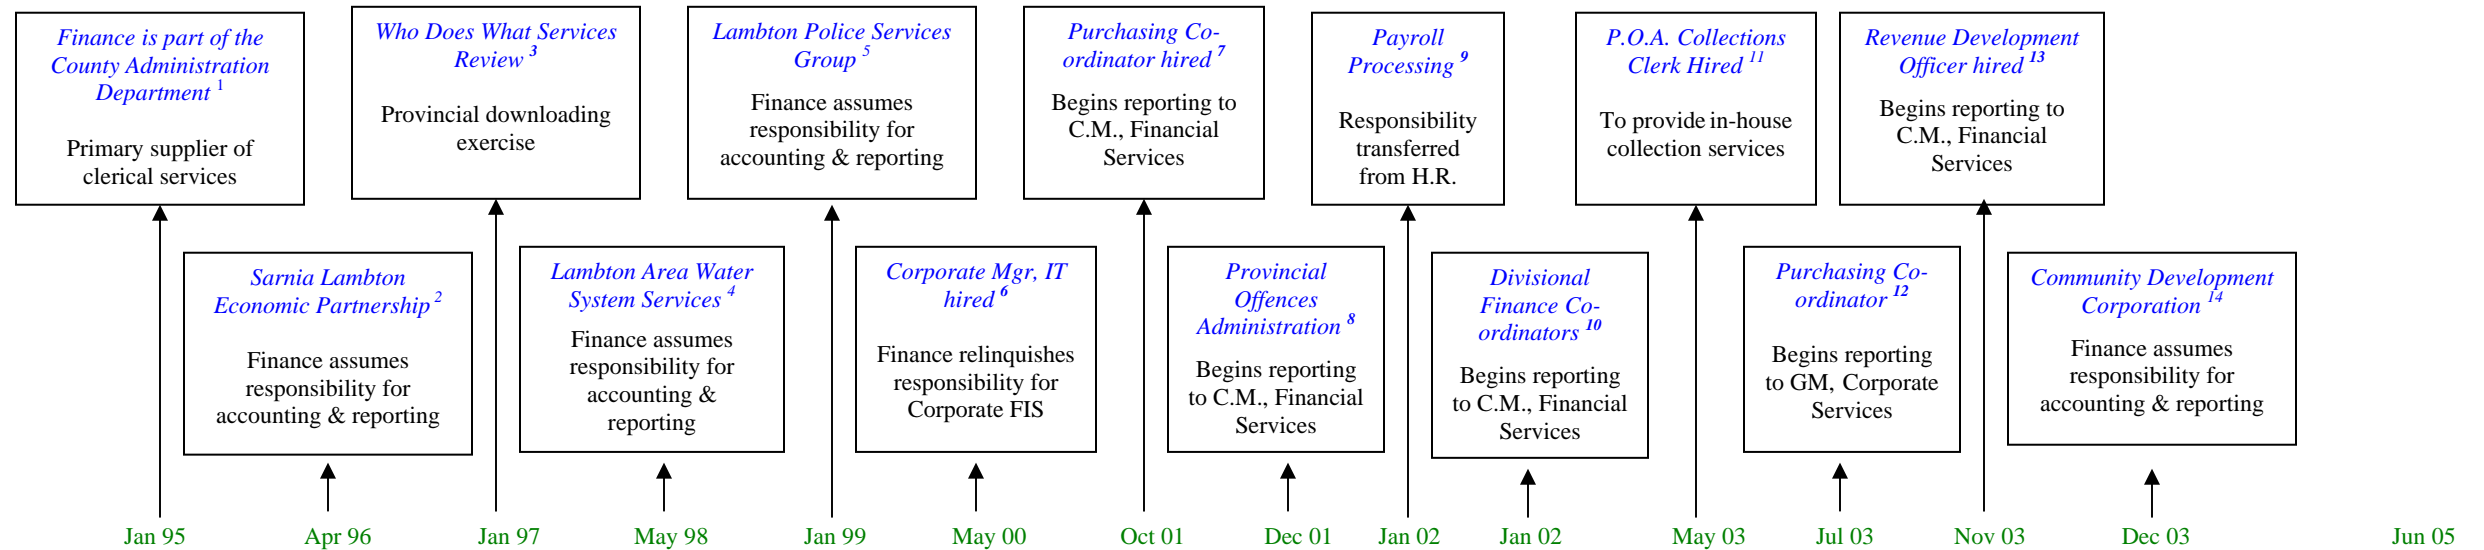 Finance is part of the
County Administration
Department 1
Primary supplier of
clerical services
Who Does What Services
Review 3
Provincial downloading
exercise
Lambton Police Services
Group 5
Finance assumes
responsibility for
accounting & reporting
Purchasing Co-
ordinator hired 7
Begins reporting to
C.M., Financial
Services
Payroll
Processing 9
Responsibility
transferred
from H.R.
P.O.A. Collections
Clerk Hired 11
To provide in-house
collection services
Revenue Development
Officer hired 13
Begins reporting to
C.M., Financial
Services
Sarnia Lambton
Economic Partnership 2
Finance assumes
responsibility for
accounting & reporting
Lambton Area Water
System Services 4
Finance assumes
responsibility for
accounting &
reporting
Corporate Mgr, IT
hired 6
Finance relinquishes
responsibility for
Corporate FIS
Provincial
Offences
Administration 8
Begins reporting
to C.M., Financial
Services
Divisional
Finance Co-
ordinators 10
Begins reporting
to C.M., Financial
Services
Purchasing Co-
ordinator 12
Begins reporting
to GM, Corporate
Services
Community Development
Corporation 14
Finance assumes
responsibility for
accounting & reporting
Jan 95 Apr 96 Jan 97 May 98 Jan 99 May 00 Oct 01 Dec 01 Jan 02 Jan 02 May 03 Jul 03 Nov 03 Dec 03 Jun 05